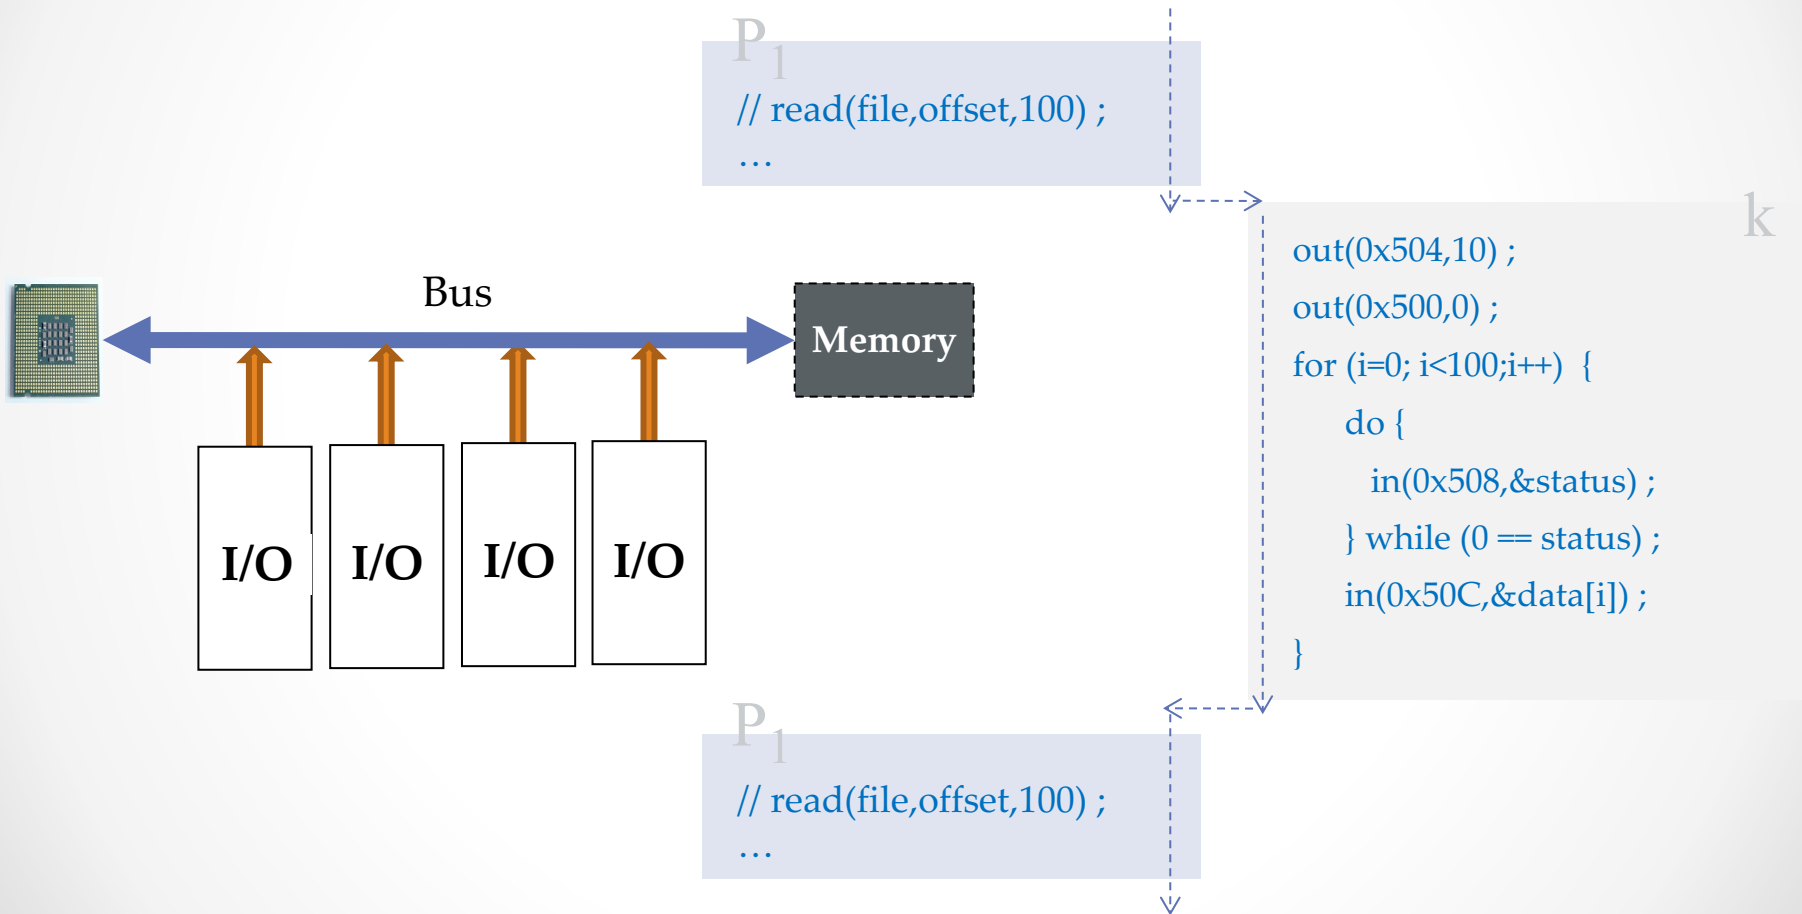 P1
// read(file,offset,100) ;
…
k
out(0x504,10) ;
out(0x500,0) ;
for (i=0; i<100;i++)  {
do {
in(0x508,&status) ;
} while (0 == status) ;
in(0x50C,&data[i]) ;
}
Bus
Memory
I/O
I/O
I/O
I/O
P1
// read(file,offset,100) ;
…